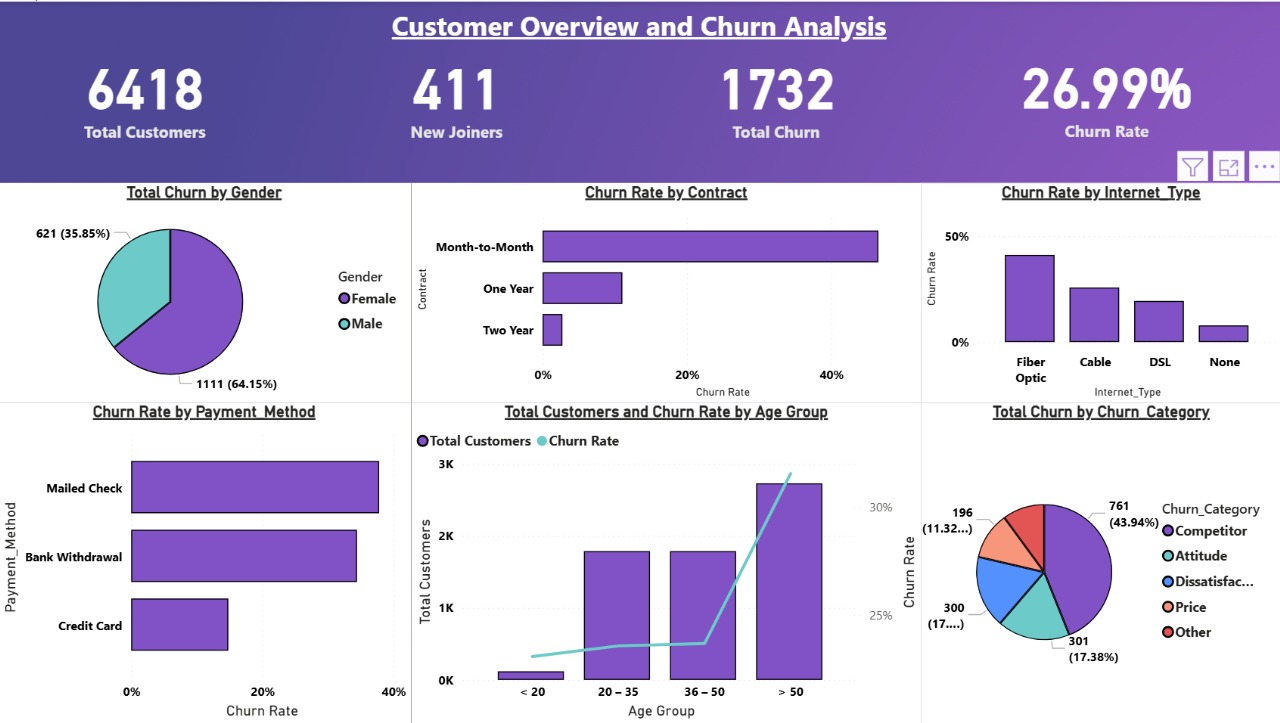 Customer Overview and Churn Analysis
6418
Total Customers
411
New Joiners
1732
Total Churn
26.99%
Churn Rate
Total Churn by Gender
621 (35.85%)
1111 (64.15%)
Gender
Female
Male
Churn Rate by Contract
Contract
Month-to-Month
One Year
Two Year
0%
20%
40%
Churn Rate
Churn Rate by Internet_Type
Churn Rate
50%
0%
Fiber
Optic
Cable
DSL
None
Internet_Type
Churn Rate by Payment_Method
Payment_Method
Mailed Check
Bank Withdrawal
Credit Card
0%
20%
40%
Churn Rate
Total Customers and Churn Rate by Age Group
Total Customers
Churn Rate
Total Customers
3K
2K
1K
0K
30%
25%
Churn Rate
< 20
20 – 35
36 – 50
> 50
Age Group
Total Churn by Churn_Category
761
(43.94%)
301
(17.38%)
300
(17....)
196
(11.32...)
Churn_Category
Competitor
Attitude
Dissatisfac...
Price
Other